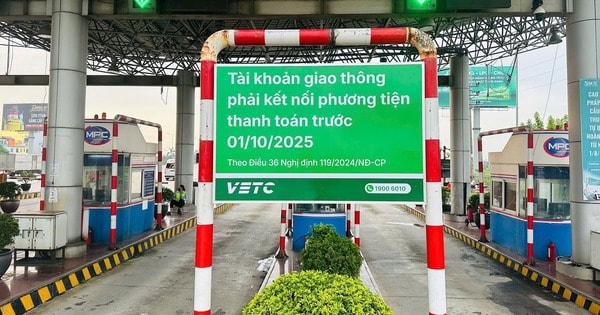 Tài khoản giao thông
phải kết nối phương tiện
thanh toán trước
01/10/2025
Theo Điều 36 Nghị định 119/2024/NĐ-CP
VETC
1900 6010
MPC
MPC